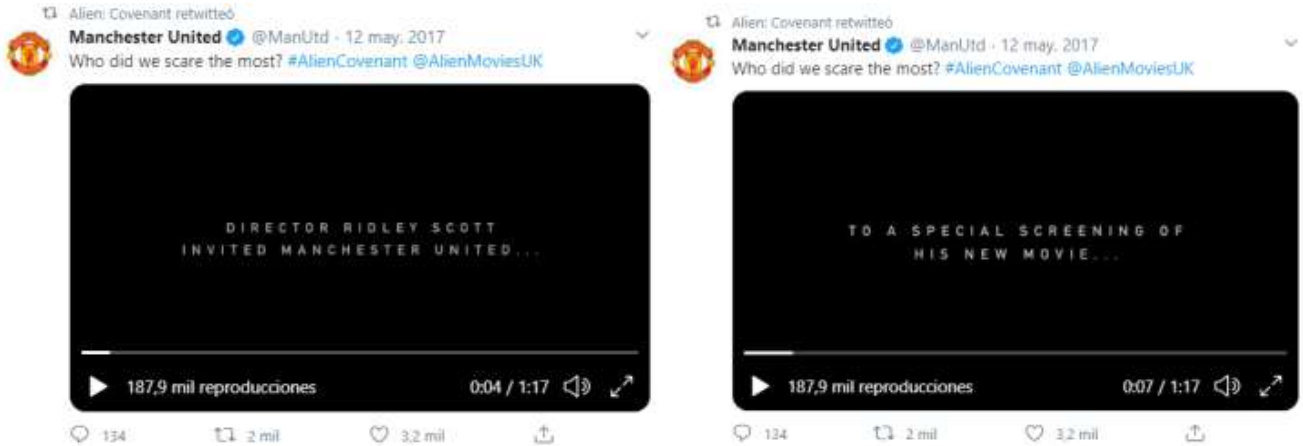 Alien: Covenant retwitteó
Manchester United @ManUtd · 12 may. 2017
Who did we scare the most? #AlienCovenant @AlienMoviesUK
DIRECTOR RIDLEY SCOTT
INVITED MANCHESTER UNITED...
187,9 mil reproducciones 0:04 / 1:17
134 2 mil 3,2 mil
Alien: Covenant retwitteó
Manchester United @ManUtd · 12 may. 2017
Who did we scare the most? #AlienCovenant @AlienMoviesUK
TO A SPECIAL SCREENING OF
HIS NEW MOVIE...
187,9 mil reproducciones 0:07 / 1:17
134 2 mil 3,2 mil